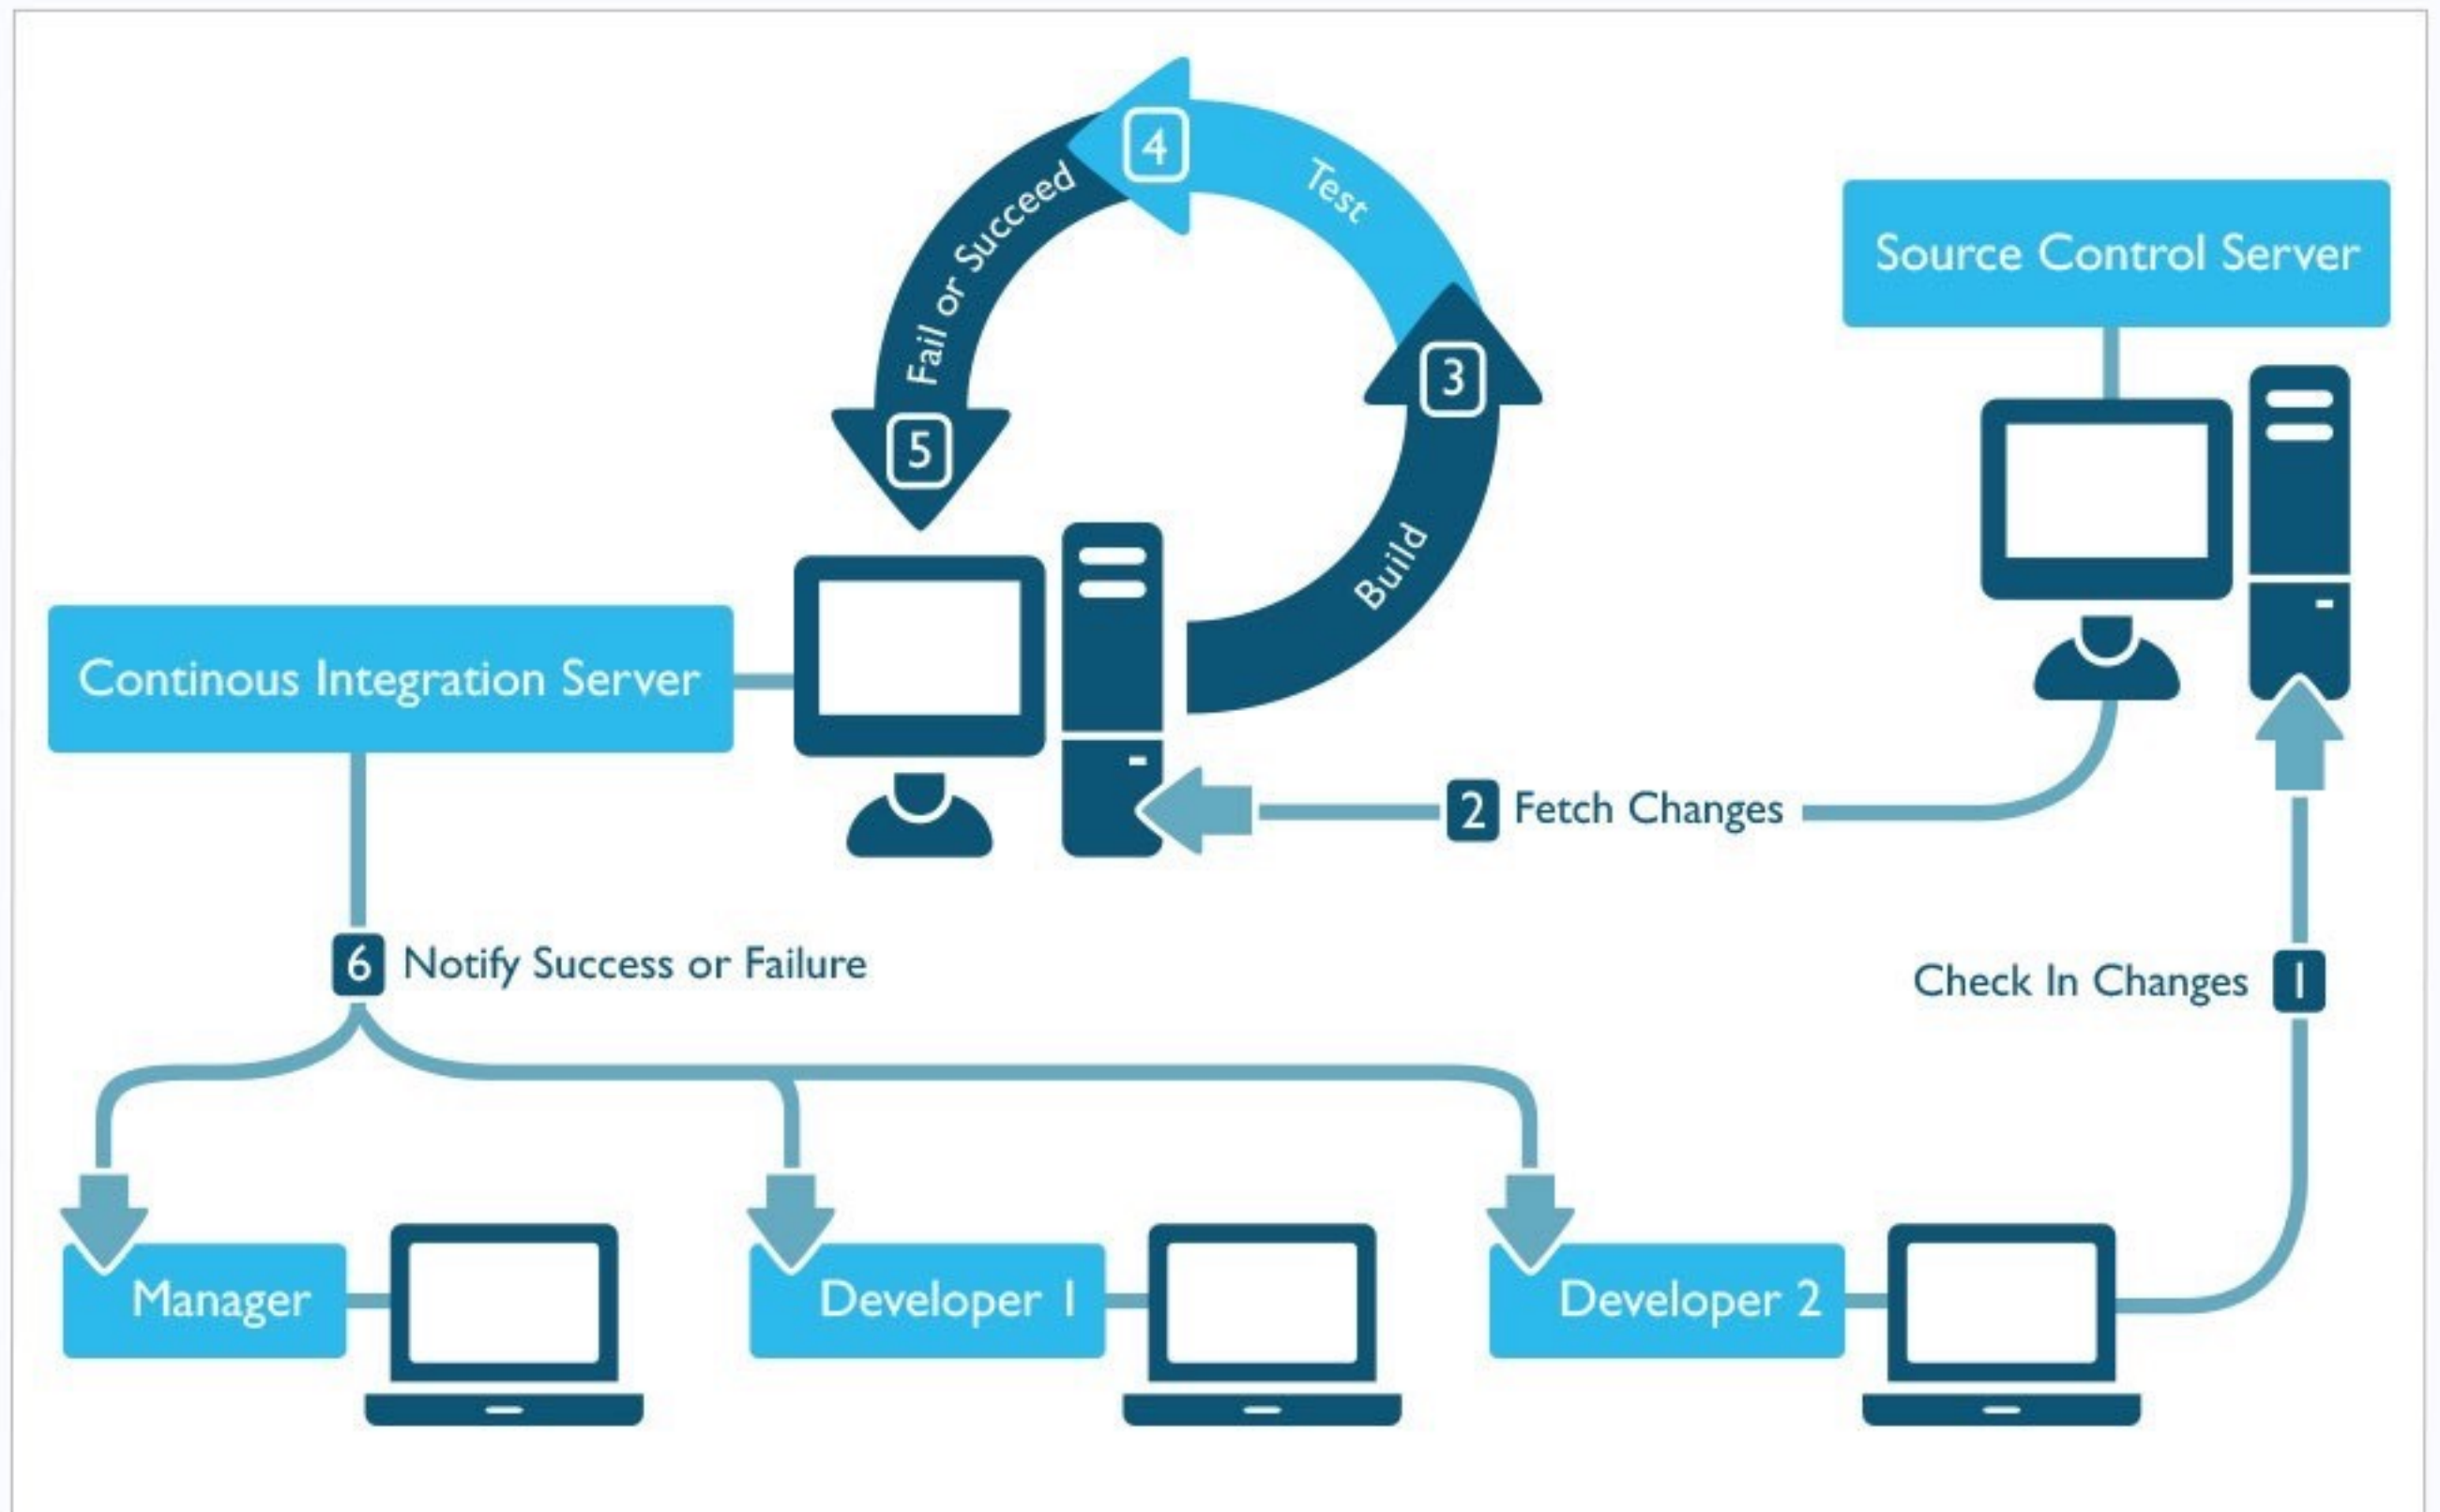 4
Test
Fail or Succeed
3
5
Build
Source Control Server
Continous Integration Server
2 Fetch Changes
6 Notify Success or Failure
Check In Changes 1
Manager
Developer 1
Developer 2